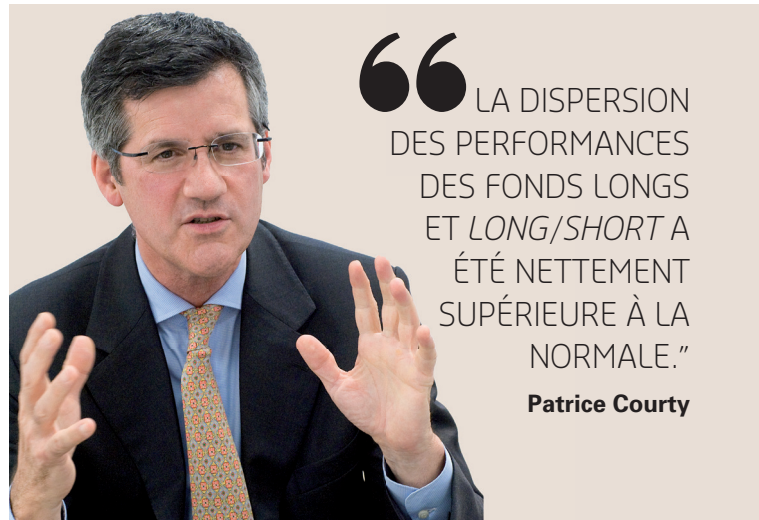 “LA DISPERSION
DES PERFORMANCES
DES FONDS LONGS
ET LONG/SHORT A
ÉTÉ NETTEMENT
SUPÉRIEURE À LA
NORMALE.”
Patrice Courty